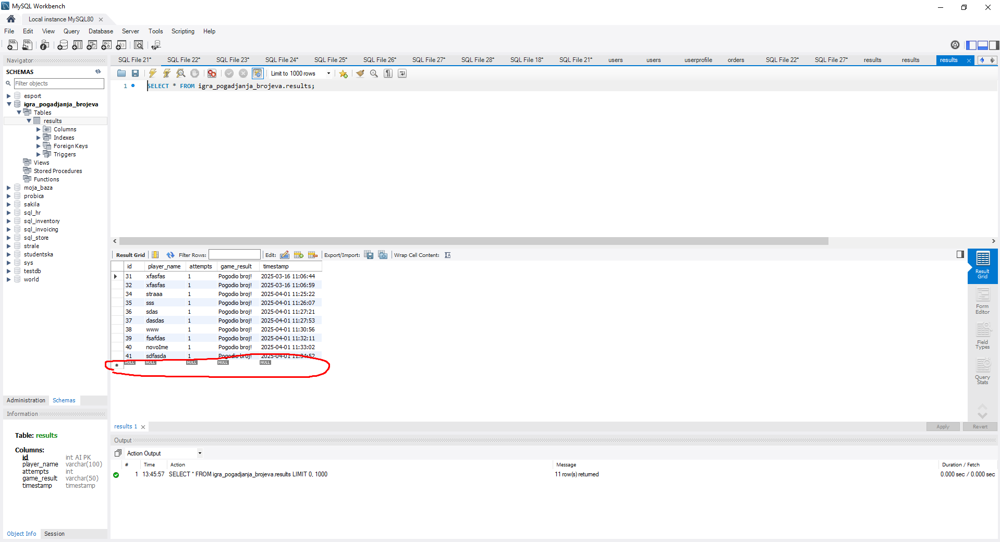 MySQL Workbench
Local instance MySQL80
File Edit View Query Database Server Tools Scripting Help
Navigator
SCHEMAS
Filter objects
esport
igra_pogadjanja_brojeva
Tables
results
Columns
Indexes
Foreign Keys
Triggers
Views
Stored Procedures
Functions
moja_baza
probica
sakila
sql_hr
sql_inventory
sql_invoicing
sql_store
strale
studentska
sys
testdb
world
Administration Schemas
Information
Table: results
Columns:
id int AI PK
player_name varchar(100)
attempts int
game_result varchar(50)
timestamp timestamp
Object Info Session
SQL File 21* SQL File 22* SQL File 23* SQL File 24* SQL File 25* SQL File 26* SQL File 27* SQL File 28* SQL File 18* SQL File 21* users users userprofile orders SQL File 22* SQL File 27* results results results
Limit to 1000 rows
1 SELECT * FROM igra_pogadjanja_brojeva.results;
Result Grid Filter Rows: Edit: Export/Import: Wrap Cell Content:
id player_name attempts game_result timestamp
31 xfasfas 1 Pogodio broj! 2025-03-16 11:06:44
32 xfasfas 1 Pogodio broj! 2025-03-16 11:06:59
34 straaa 1 Pogodio broj! 2025-04-01 11:25:22
35 sss 1 Pogodio broj! 2025-04-01 11:26:07
36 sdas 1 Pogodio broj! 2025-04-01 11:27:21
37 dasdas 1 Pogodio broj! 2025-04-01 11:27:53
38 www 1 Pogodio broj! 2025-04-01 11:30:56
39 fsafdas 1 Pogodio broj! 2025-04-01 11:32:11
40 novoIme 1 Pogodio broj! 2025-04-01 11:33:02
41 sdfasda 1 Pogodio broj! 2025-04-01 11:34:52
NULL NULL NULL NULL NULL
Result
Grid
Form
Editor
Field
Types
Query
Stats
results 1
Apply Revert
Output
Action Output
# Time Action Message Duration / Fetch
1 13:45:57 SELECT * FROM igra_pogadjanja_brojeva.results LIMIT 0, 1000 11 row(s) returned 0.000 sec / 0.000 sec